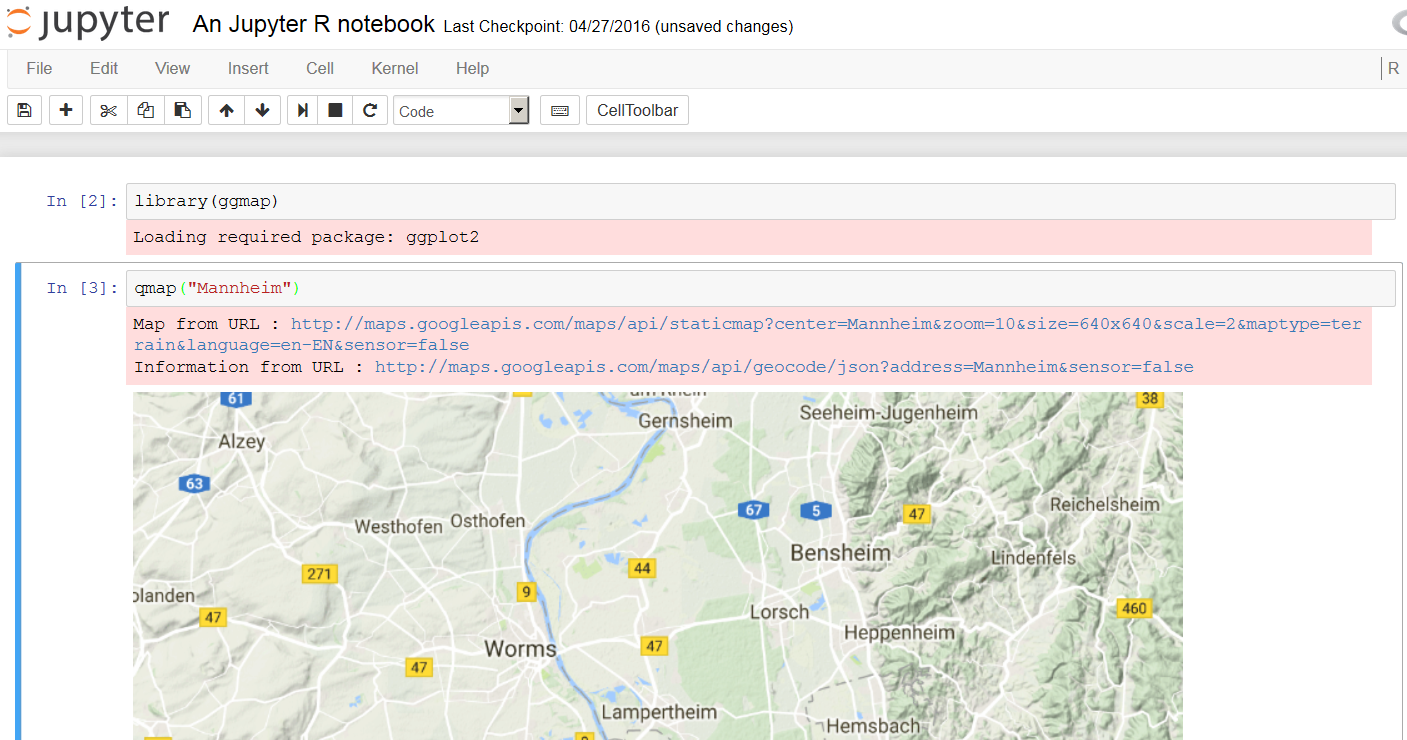 jupyter An Jupyter R notebook Last Checkpoint: 04/27/2016 (unsaved changes)
File Edit View Insert Cell Kernel Help R
Code CellToolbar
In [2]: library(ggmap)
Loading required package: ggplot2
In [3]: qmap("Mannheim")
Map from URL : http://maps.googleapis.com/maps/api/staticmap?center=Mannheim&zoom=10&size=640x640&scale=2&maptype=ter
rain&language=en-EN&sensor=false
Information from URL : http://maps.googleapis.com/maps/api/geocode/json?address=Mannheim&sensor=false
61 38
Seeheim-Jugenheim
Gernsheim
Alzey
63
Reichelsheim
67 5 47
Westhofen Osthofen
Bensheim
Lindenfels
44
271
9
olanden
47
460
Lorsch
Heppenheim
Worms 47
47
Lampertheim
Hemsbach